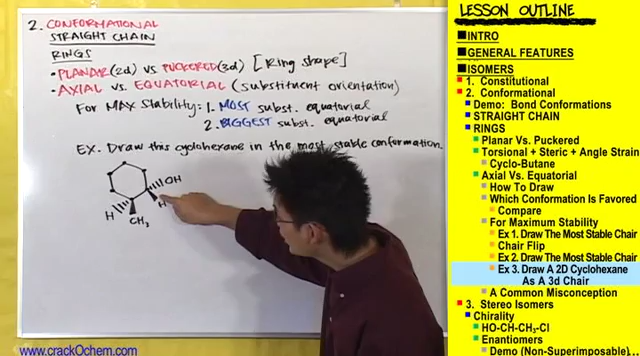 2. CONFORMATIONAL
STRAIGHT CHAIN
RINGS
• PLANAR (2d) vs PUCKERED (3d) [Ring shape]
• AXIAL vs EQUATORIAL (substituent orientation)
For MAX Stability: 1. MOST subst. equatorial
2. BIGGEST subst. equatorial
EX. Draw this cyclohexane in the most stable conformation.
OH
H
H
CH3
www.crackOchem.com
LESSON OUTLINE
INTRO
GENERAL FEATURES
ISOMERS
1. Constitutional
2. Conformational
Demo: Bond Conformations
STRAIGHT CHAIN
RINGS
Planar Vs. Puckered
Torsional + Steric + Angle Strain
Cyclo-Butane
Axial Vs. Equatorial
How To Draw
Which Conformation Is Favored
Compare
For Maximum Stability
Ex 1. Draw The Most Stable Chair
Chair Flip
Ex 2. Draw The Most Stable Chair
Ex 3. Draw A 2D Cyclohexane
As A 3d Chair
A Common Misconception
3. Stereo Isomers
Chirality
HO-CH-CH3-Cl
Enantiomers
Demo (Non-Superimposable)...